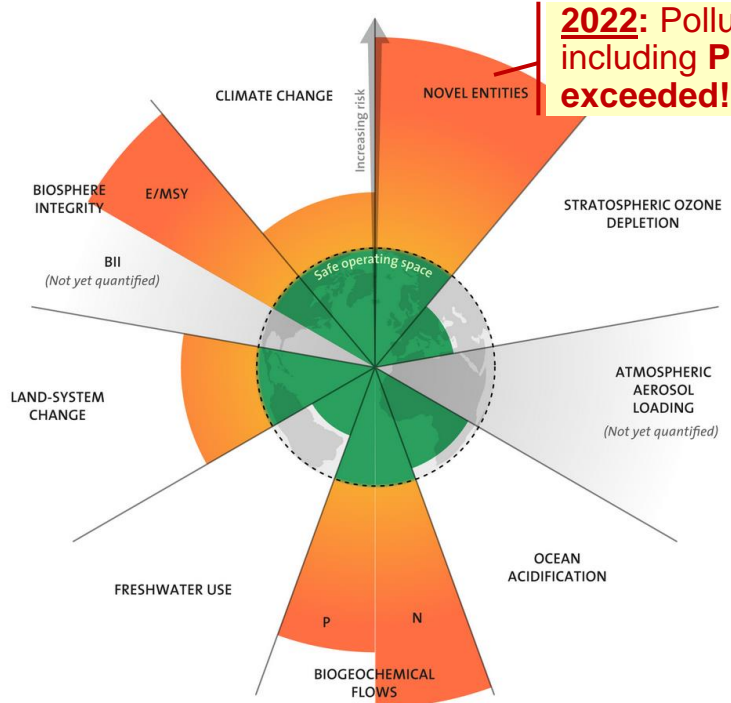 2022: Pollu
including P
exceeded!
CLIMATE CHANGE
Increasing risk
NOVEL ENTITIES
BIOSPHERE
INTEGRITY
E/MSY
STRATOSPHERIC OZONE
DEPLETION
BII
(Not yet quantified)
Safe operating space
LAND-SYSTEM
CHANGE
ATMOSPHERIC
AEROSOL
LOADING
(Not yet quantified)
FRESHWATER USE
OCEAN
ACIDIFICATION
P
N
BIOGEOCHEMICAL
FLOWS